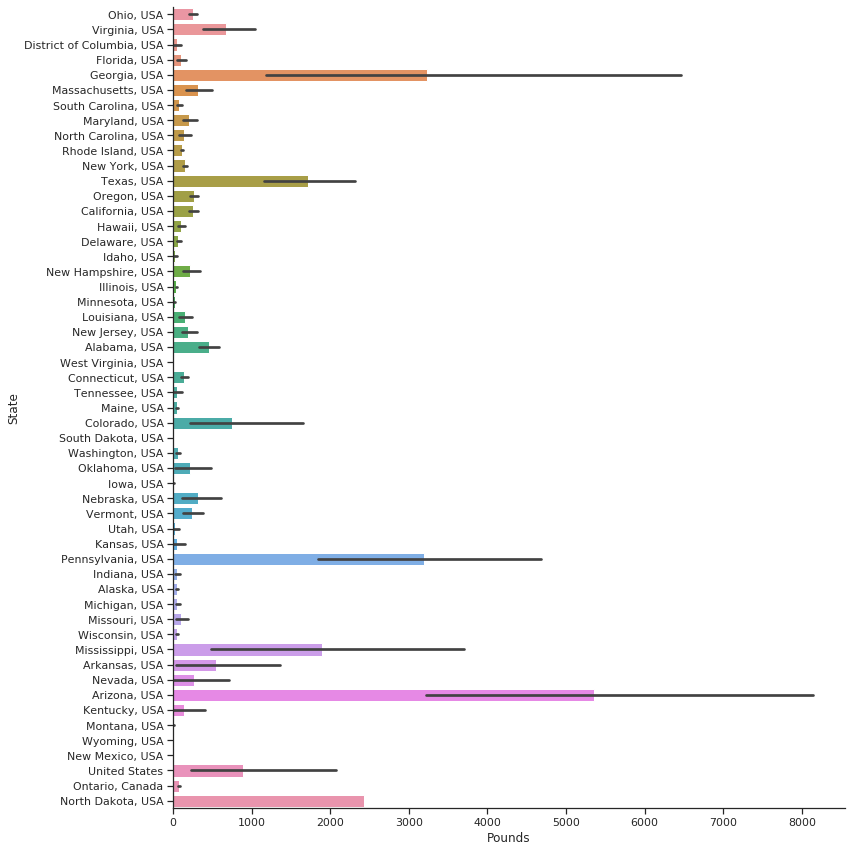 Ohio, USA
Virginia, USA
District of Columbia, USA
Florida, USA
Georgia, USA
Massachusetts, USA
South Carolina, USA
Maryland, USA
North Carolina, USA
Rhode Island, USA
New York, USA
Texas, USA
Oregon, USA
California, USA
Hawaii, USA
Delaware, USA
Idaho, USA
New Hampshire, USA
Illinois, USA
Minnesota, USA
Louisiana, USA
New Jersey, USA
Alabama, USA
West Virginia, USA
Connecticut, USA
Tennessee, USA
Maine, USA
Colorado, USA
South Dakota, USA
Washington, USA
Oklahoma, USA
Iowa, USA
Nebraska, USA
Vermont, USA
Utah, USA
Kansas, USA
Pennsylvania, USA
Indiana, USA
Alaska, USA
Michigan, USA
Missouri, USA
Wisconsin, USA
Mississippi, USA
Arkansas, USA
Nevada, USA
Arizona, USA
Kentucky, USA
Montana, USA
Wyoming, USA
New Mexico, USA
United States
Ontario, Canada
North Dakota, USA
State
0 1000 2000 3000 4000 5000 6000 7000 8000
Pounds